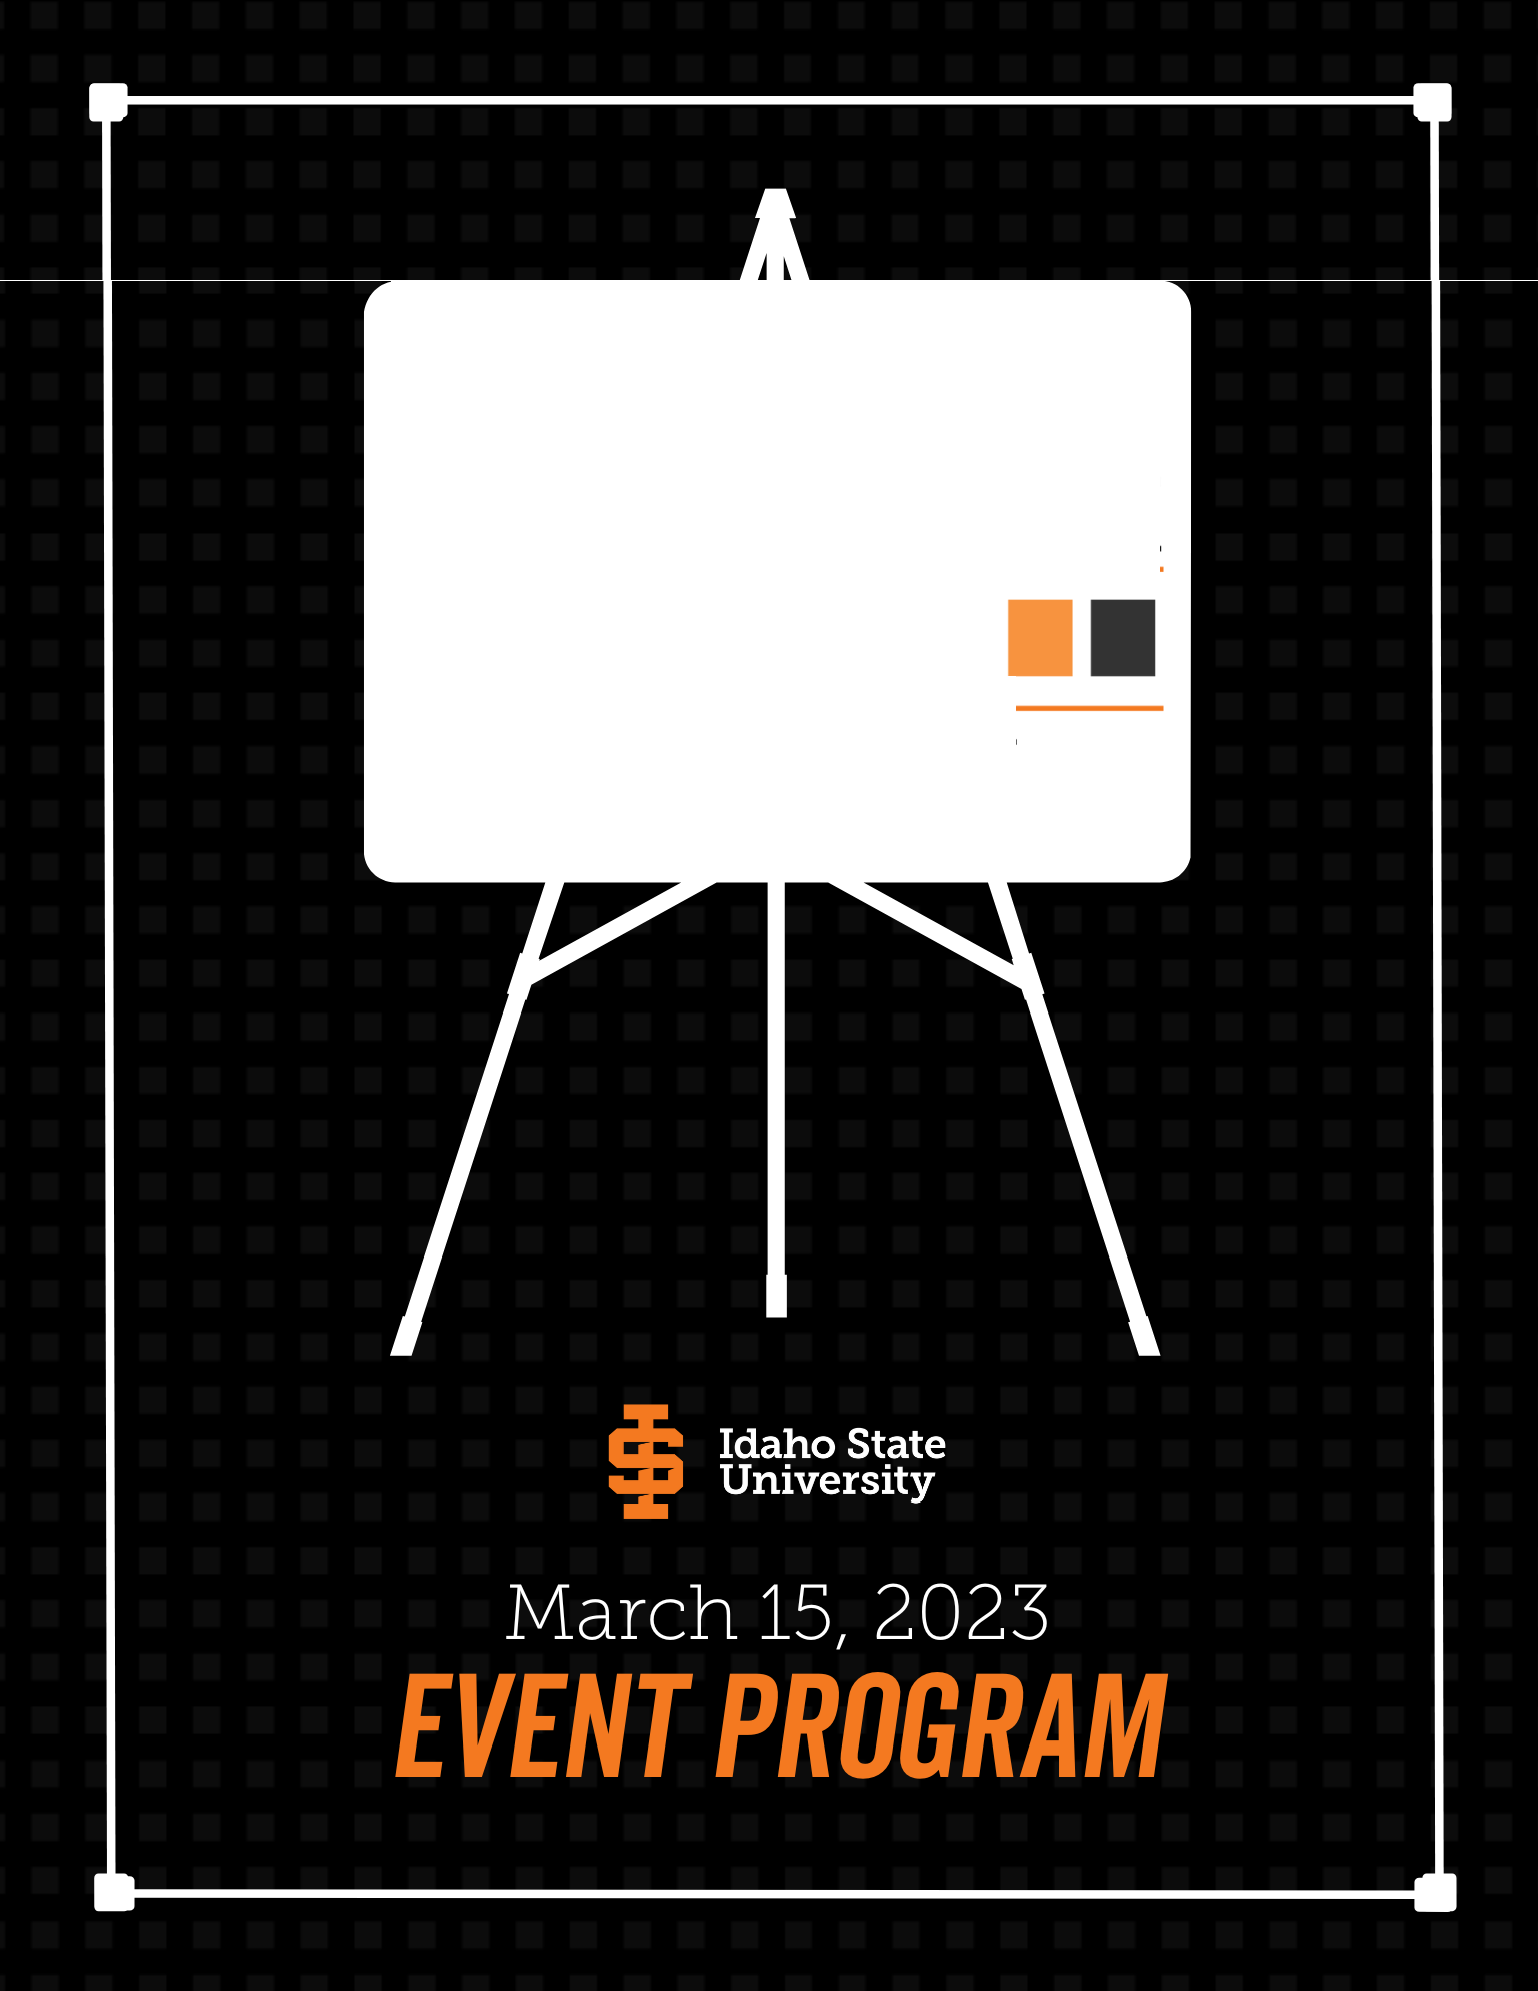 Idaho State
University
March 15, 2023
EVENT PROGRAM